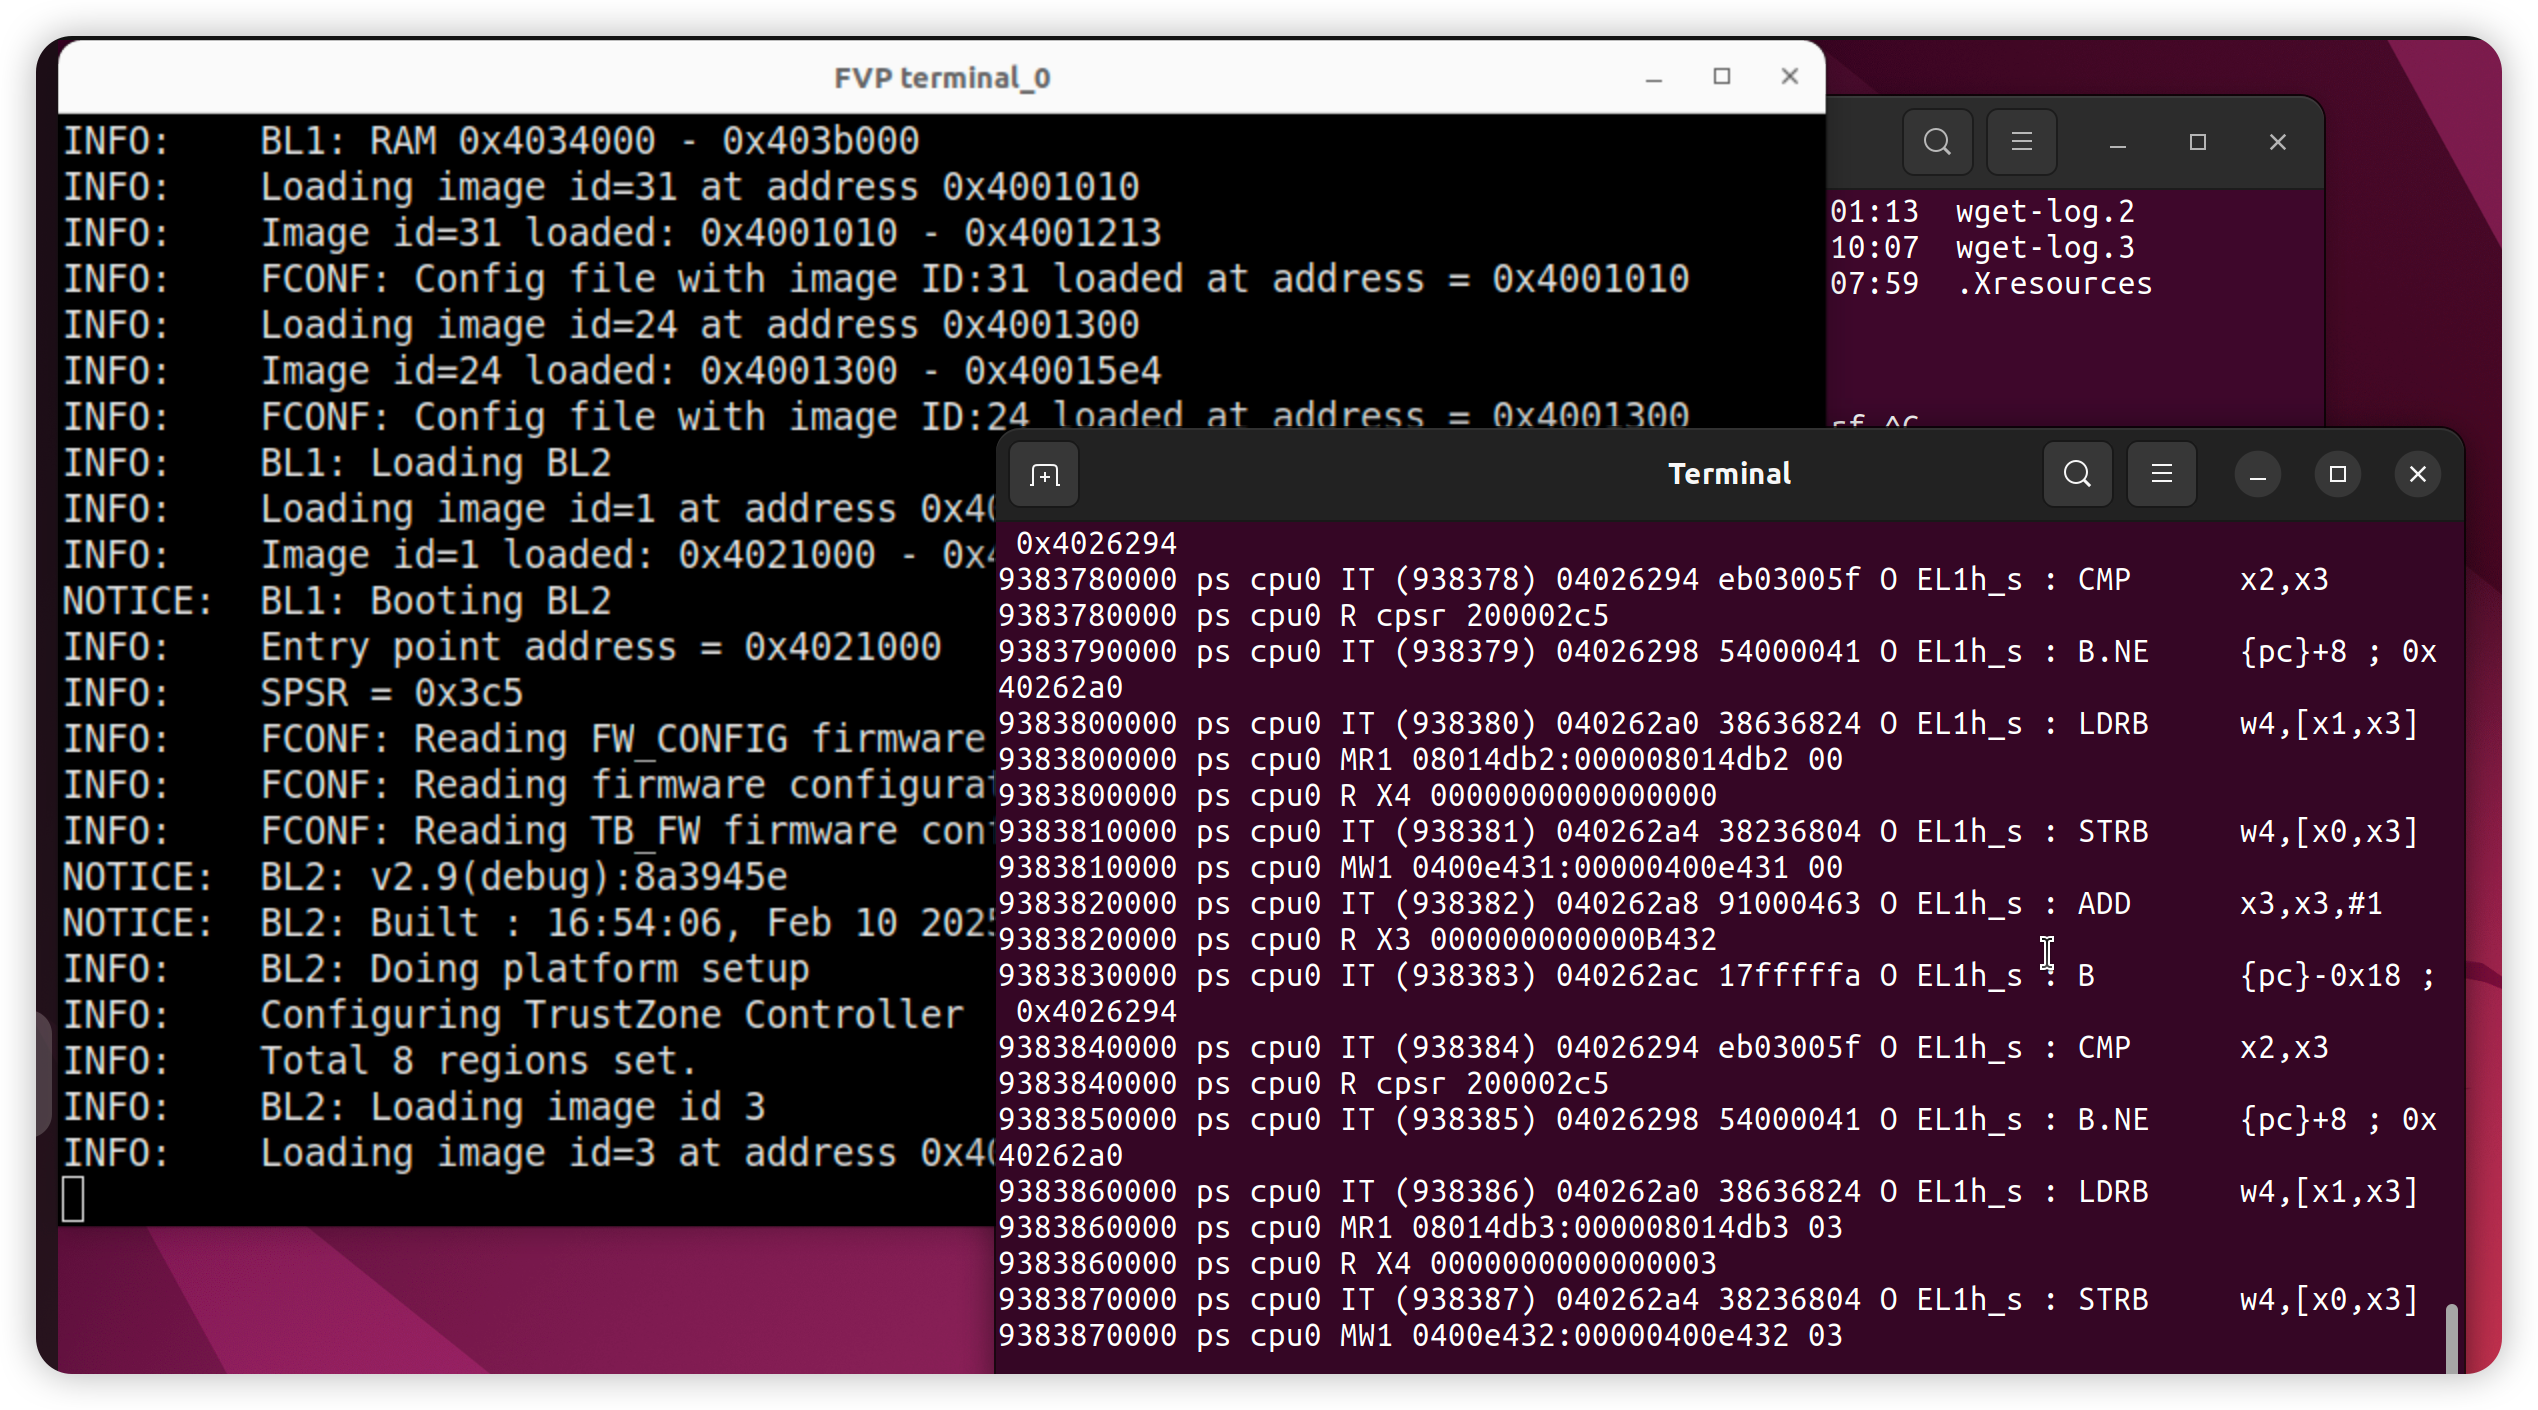 FVP terminal_0
INFO:    BL1: RAM 0x4034000 - 0x403b000
INFO:    Loading image id=31 at address 0x4001010
INFO:    Image id=31 loaded: 0x4001010 - 0x4001213
INFO:    FCONF: Config file with image ID:31 loaded at address = 0x4001010
INFO:    Loading image id=24 at address 0x4001300
INFO:    Image id=24 loaded: 0x4001300 - 0x40015e4
INFO:    FCONF: Config file with image ID:24 loaded at address = 0x4001300
INFO:    BL1: Loading BL2
INFO:    Loading image id=1 at address 0x40
INFO:    Image id=1 loaded: 0x4021000 - 0x4
NOTICE:  BL1: Booting BL2
INFO:    Entry point address = 0x4021000
INFO:    SPSR = 0x3c5
INFO:    FCONF: Reading FW_CONFIG firmware
INFO:    FCONF: Reading firmware configurat
INFO:    FCONF: Reading TB_FW firmware conf
NOTICE:  BL2: v2.9(debug):8a3945e
NOTICE:  BL2: Built : 16:54:06, Feb 10 2025
INFO:    BL2: Doing platform setup
INFO:    Configuring TrustZone Controller
INFO:    Total 8 regions set.
INFO:    BL2: Loading image id 3
INFO:    Loading image id=3 at address 0x40
01:13  wget-log.2
10:07  wget-log.3
07:59  .Xresources
rf ^C
Terminal
 0x4026294
9383780000 ps cpu0 IT (938378) 04026294 eb03005f O EL1h_s : CMP      x2,x3
9383780000 ps cpu0 R cpsr 200002c5
9383790000 ps cpu0 IT (938379) 04026298 54000041 O EL1h_s : B.NE     {pc}+8 ; 0x
40262a0
9383800000 ps cpu0 IT (938380) 040262a0 38636824 O EL1h_s : LDRB     w4,[x1,x3]
9383800000 ps cpu0 MR1 08014db2:000008014db2 00
9383800000 ps cpu0 R X4 0000000000000000
9383810000 ps cpu0 IT (938381) 040262a4 38236804 O EL1h_s : STRB     w4,[x0,x3]
9383810000 ps cpu0 MW1 0400e431:00000400e431 00
9383820000 ps cpu0 IT (938382) 040262a8 91000463 O EL1h_s : ADD      x3,x3,#1
9383820000 ps cpu0 R X3 000000000000B432
9383830000 ps cpu0 IT (938383) 040262ac 17fffffa O EL1h_s : B        {pc}-0x18 ;
 0x4026294
9383840000 ps cpu0 IT (938384) 04026294 eb03005f O EL1h_s : CMP      x2,x3
9383840000 ps cpu0 R cpsr 200002c5
9383850000 ps cpu0 IT (938385) 04026298 54000041 O EL1h_s : B.NE     {pc}+8 ; 0x
40262a0
9383860000 ps cpu0 IT (938386) 040262a0 38636824 O EL1h_s : LDRB     w4,[x1,x3]
9383860000 ps cpu0 MR1 08014db3:000008014db3 03
9383860000 ps cpu0 R X4 0000000000000003
9383870000 ps cpu0 IT (938387) 040262a4 38236804 O EL1h_s : STRB     w4,[x0,x3]
9383870000 ps cpu0 MW1 0400e432:00000400e432 03